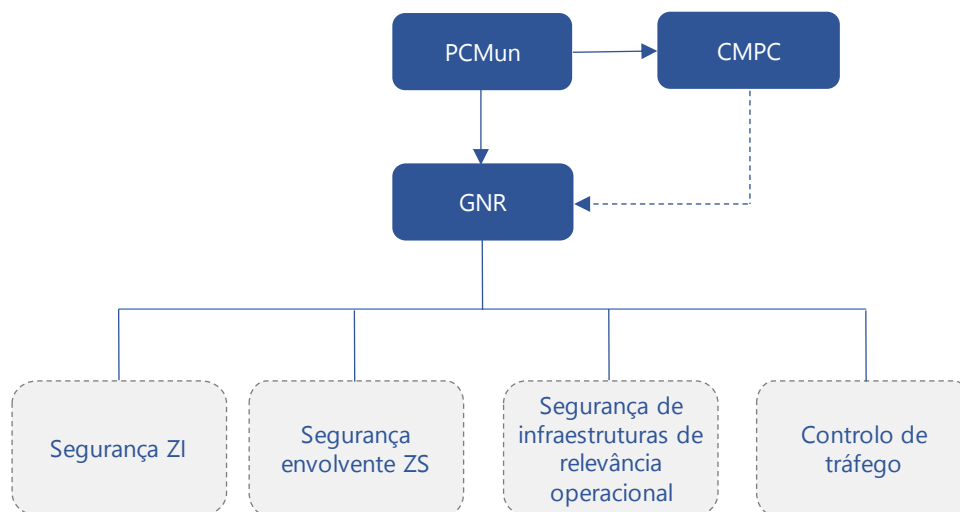 PCMun
CMPC
GNR
Segurança ZI
Segurança
envolvente ZS
Segurança de
infraestruturas de
relevância
operacional
Controlo de
tráfego